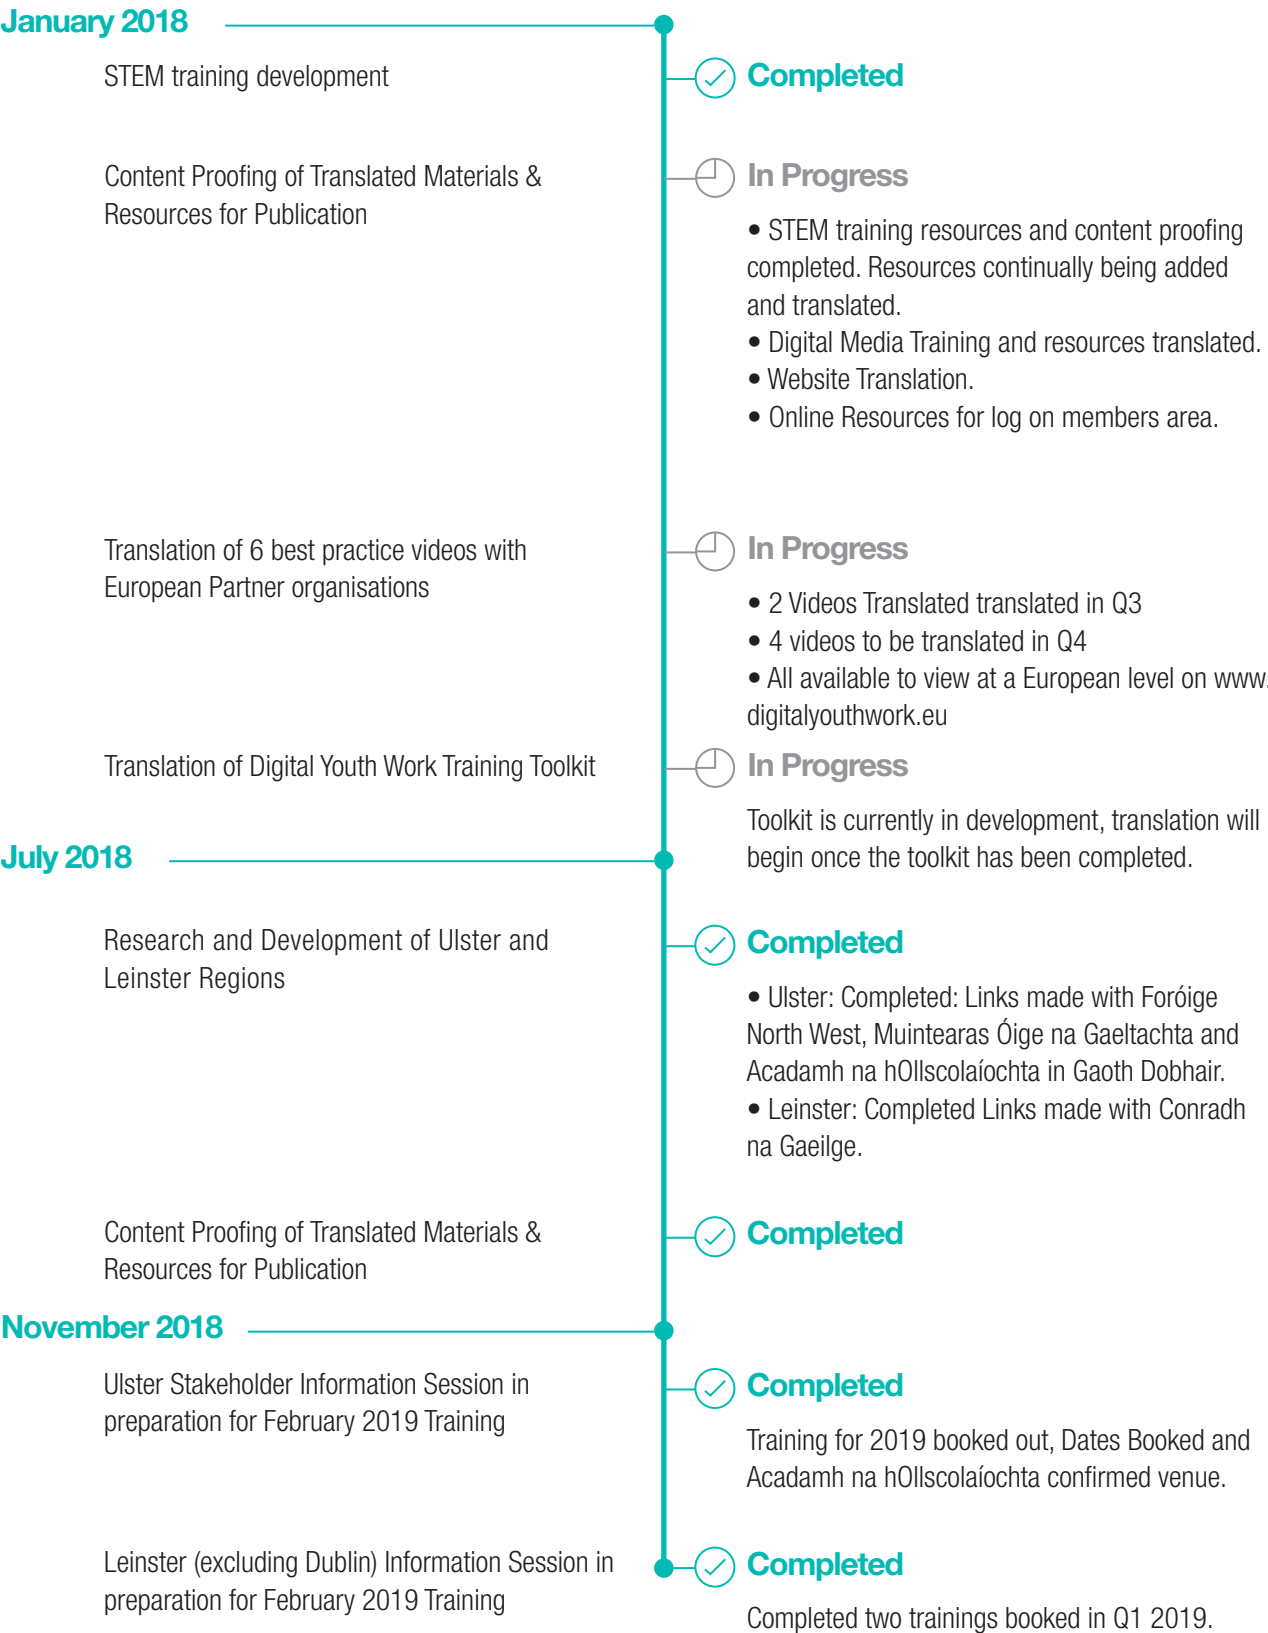 January 2018
STEM training development
Completed
Content Proofing of Translated Materials &
Resources for Publication
In Progress
• STEM training resources and content proofing
completed. Resources continually being added
and translated.
• Digital Media Training and resources translated.
• Website Translation.
• Online Resources for log on members area.
Translation of 6 best practice videos with
European Partner organisations
In Progress
• 2 Videos Translated translated in Q3
• 4 videos to be translated in Q4
• All available to view at a European level on www.
digitalyouthwork.eu
Translation of Digital Youth Work Training Toolkit
In Progress
Toolkit is currently in development, translation will
begin once the toolkit has been completed.
July 2018
Research and Development of Ulster and
Leinster Regions
Completed
• Ulster: Completed: Links made with Foróige
North West, Muintearas Óige na Gaeltachta and
Acadamh na hOllscolaíochta in Gaoth Dobhair.
• Leinster: Completed Links made with Conradh
na Gaeilge.
Content Proofing of Translated Materials &
Resources for Publication
Completed
November 2018
Ulster Stakeholder Information Session in
preparation for February 2019 Training
Completed
Training for 2019 booked out, Dates Booked and
Acadamh na hOllscolaíochta confirmed venue.
Leinster (excluding Dublin) Information Session in
preparation for February 2019 Training
Completed
Completed two trainings booked in Q1 2019.